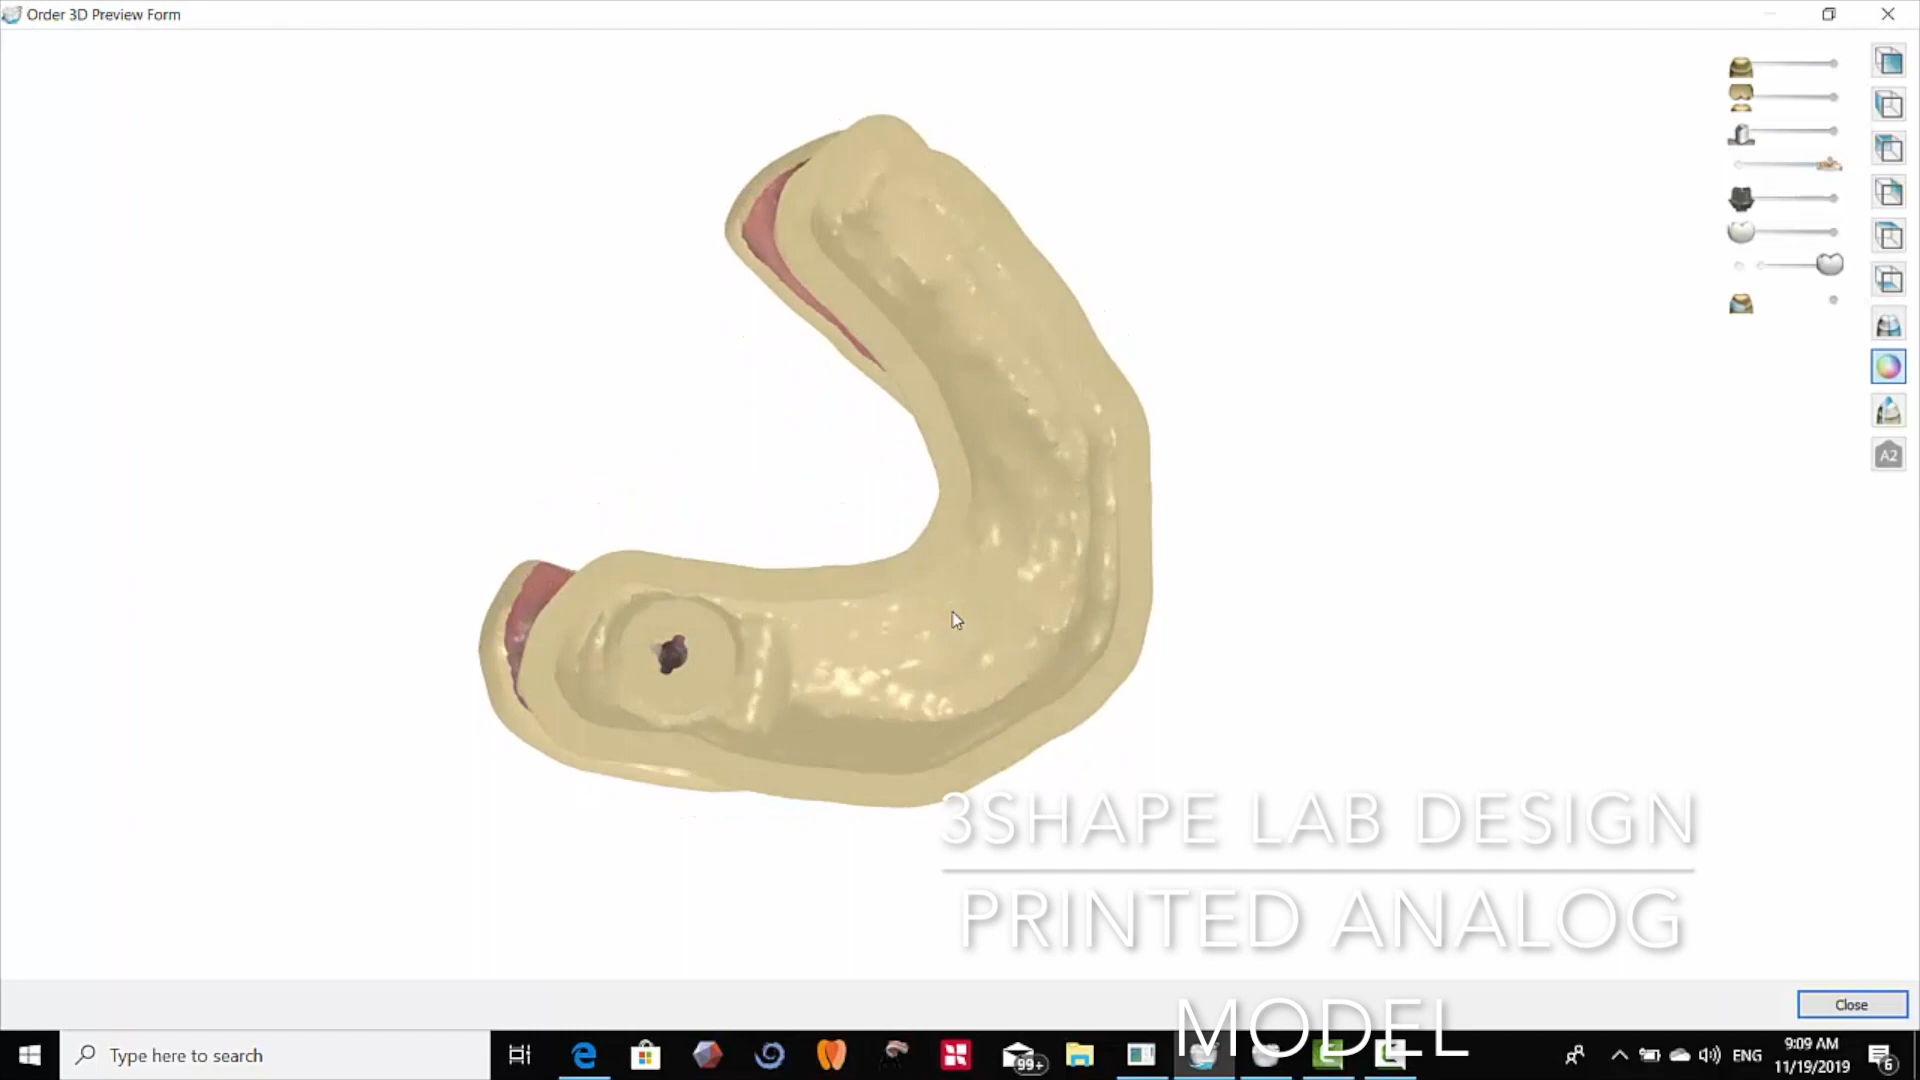 Order 3D Preview Form
A2
3SHAPE LAB DESIGN
PRINTED ANALOG
MODEL
Close
Type here to search
99+
ENG
9:09 AM
11/19/2019
6